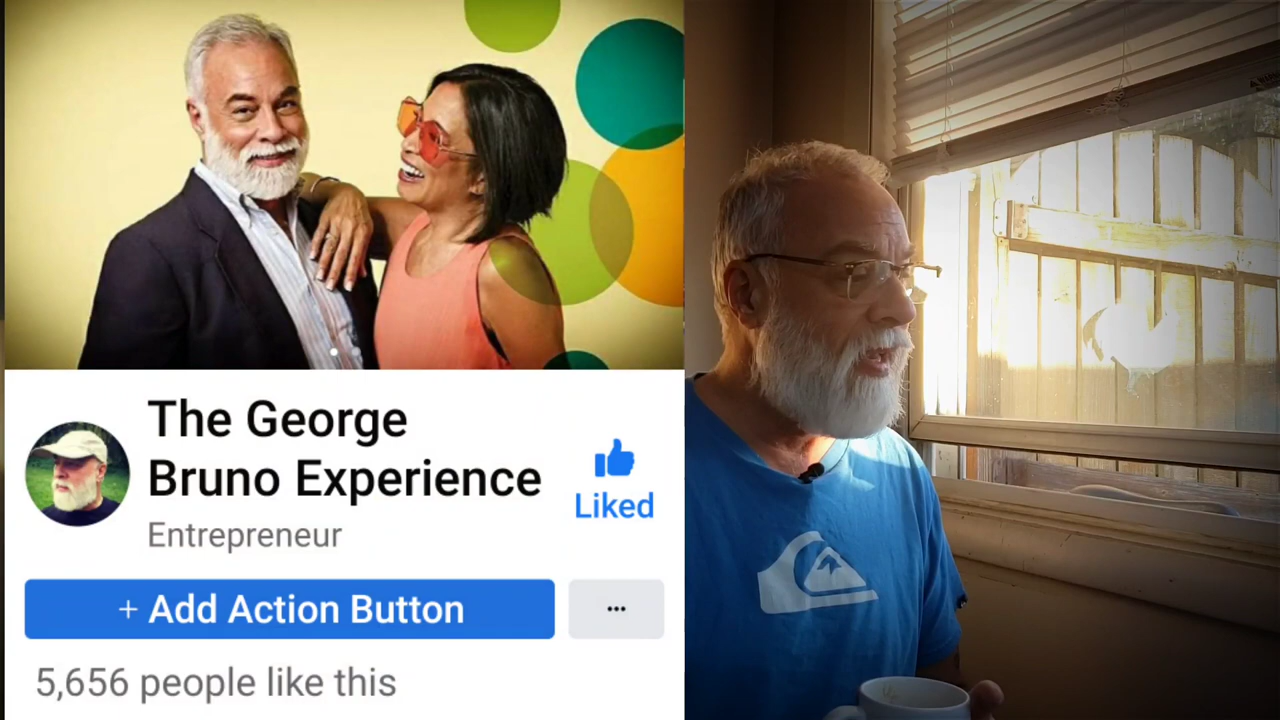 The George
Bruno Experience
Liked
Entrepreneur
+ Add Action Button
...
5,656 people like this